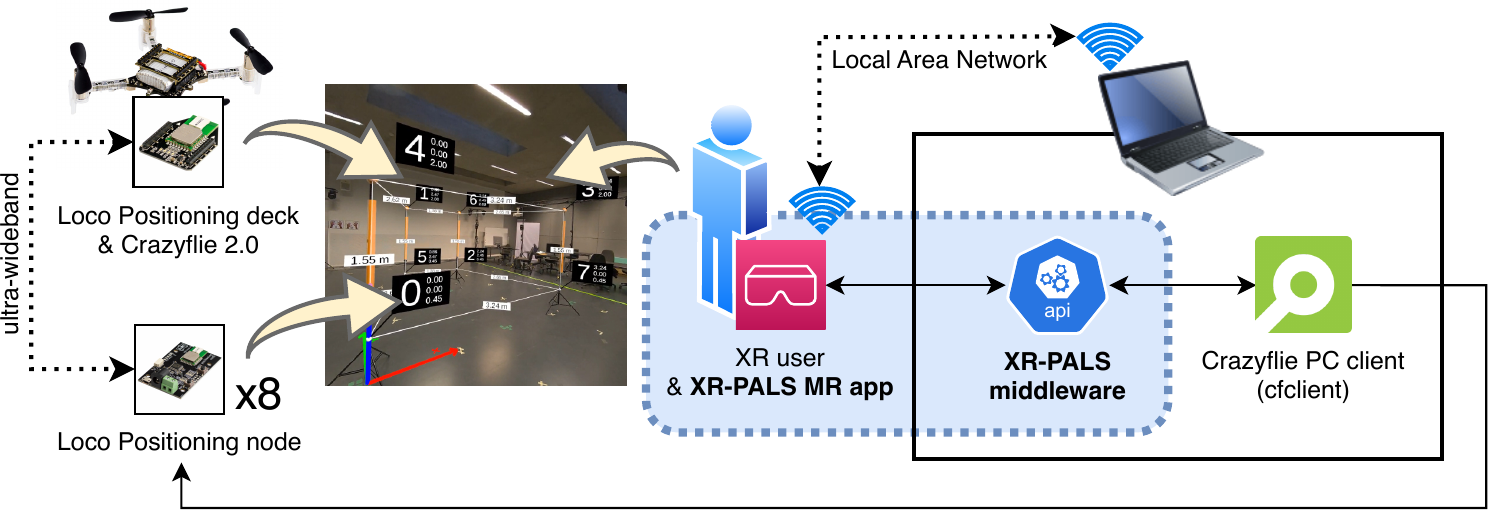 Local Area Network
ultra-wideband
Loco Positioning deck
& Crazyflie 2.0
4
0.00
0.00
2.00
1
6
3
2.00
2.62 m
3.24 m
5
2
7
3.24
0.00
0.45
1.55 m
0
0.00
0.00
0.45
3.24 m
x8
Loco Positioning node
api
XR user
& XR-PALS MR app
XR-PALS
middleware
Crazyflie PC client
(cfclient)